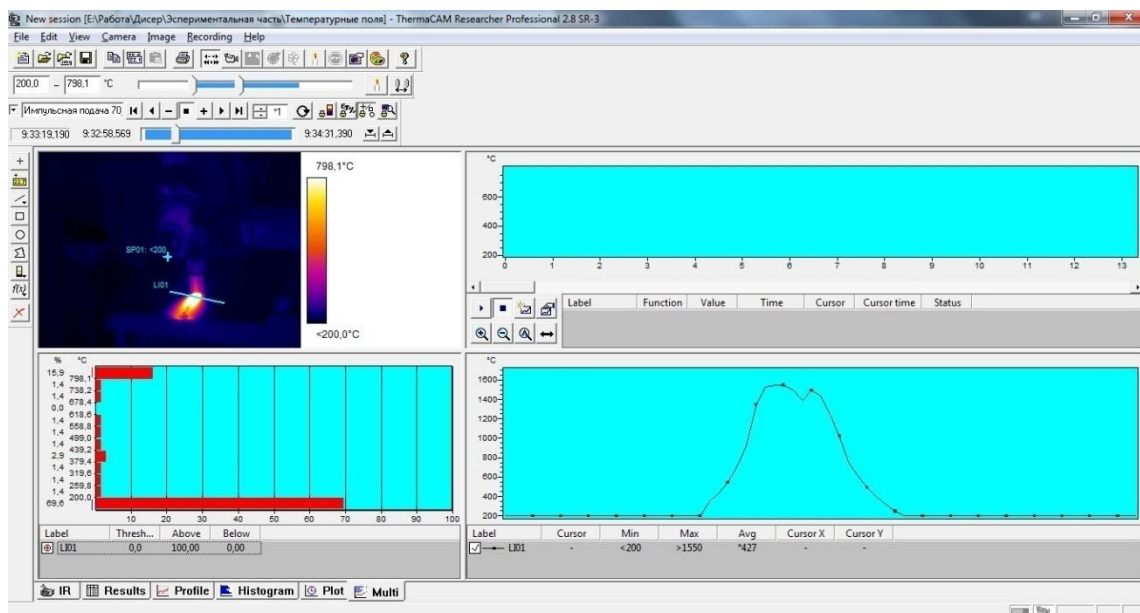 New session [E:\Работа\Дисер\Эспериментальная часть\Температурные поля] - ThermaCAM Researcher Professional 2.8 SR-3
File Edit View Camera Image Recording Help
200,0 - 798,1 °C
Импульсная подача 70
9:33:19,190 9:32:58,569 9:34:31,390
798,1°C
SP01: <200
LI01
<200,0°C
°C
600
400
200
0 1 2 3 4 5 6 7 8 9 10 11 12 13
Label Function Value Time Cursor Cursor time Status
% °C
15,9
798,1
1,4
738,2
1,4
678,4
0,0
618,6
1,4
558,8
1,4
499,0
1,4
439,2
2,9
379,4
1,4
319,6
1,4
259,8
1,4
200,0
69,6
10 20 30 40 50 60 70 80 90 100
Label Thresh... Above Below
LI01 0,0 100,00 0,00
°C
1600
1400
1200
1000
800
600
400
200
Label Cursor Min Max Avg Cursor X Cursor Y
LI01 - <200 >1550 *427 - -
IR Results Profile Histogram Plot Multi